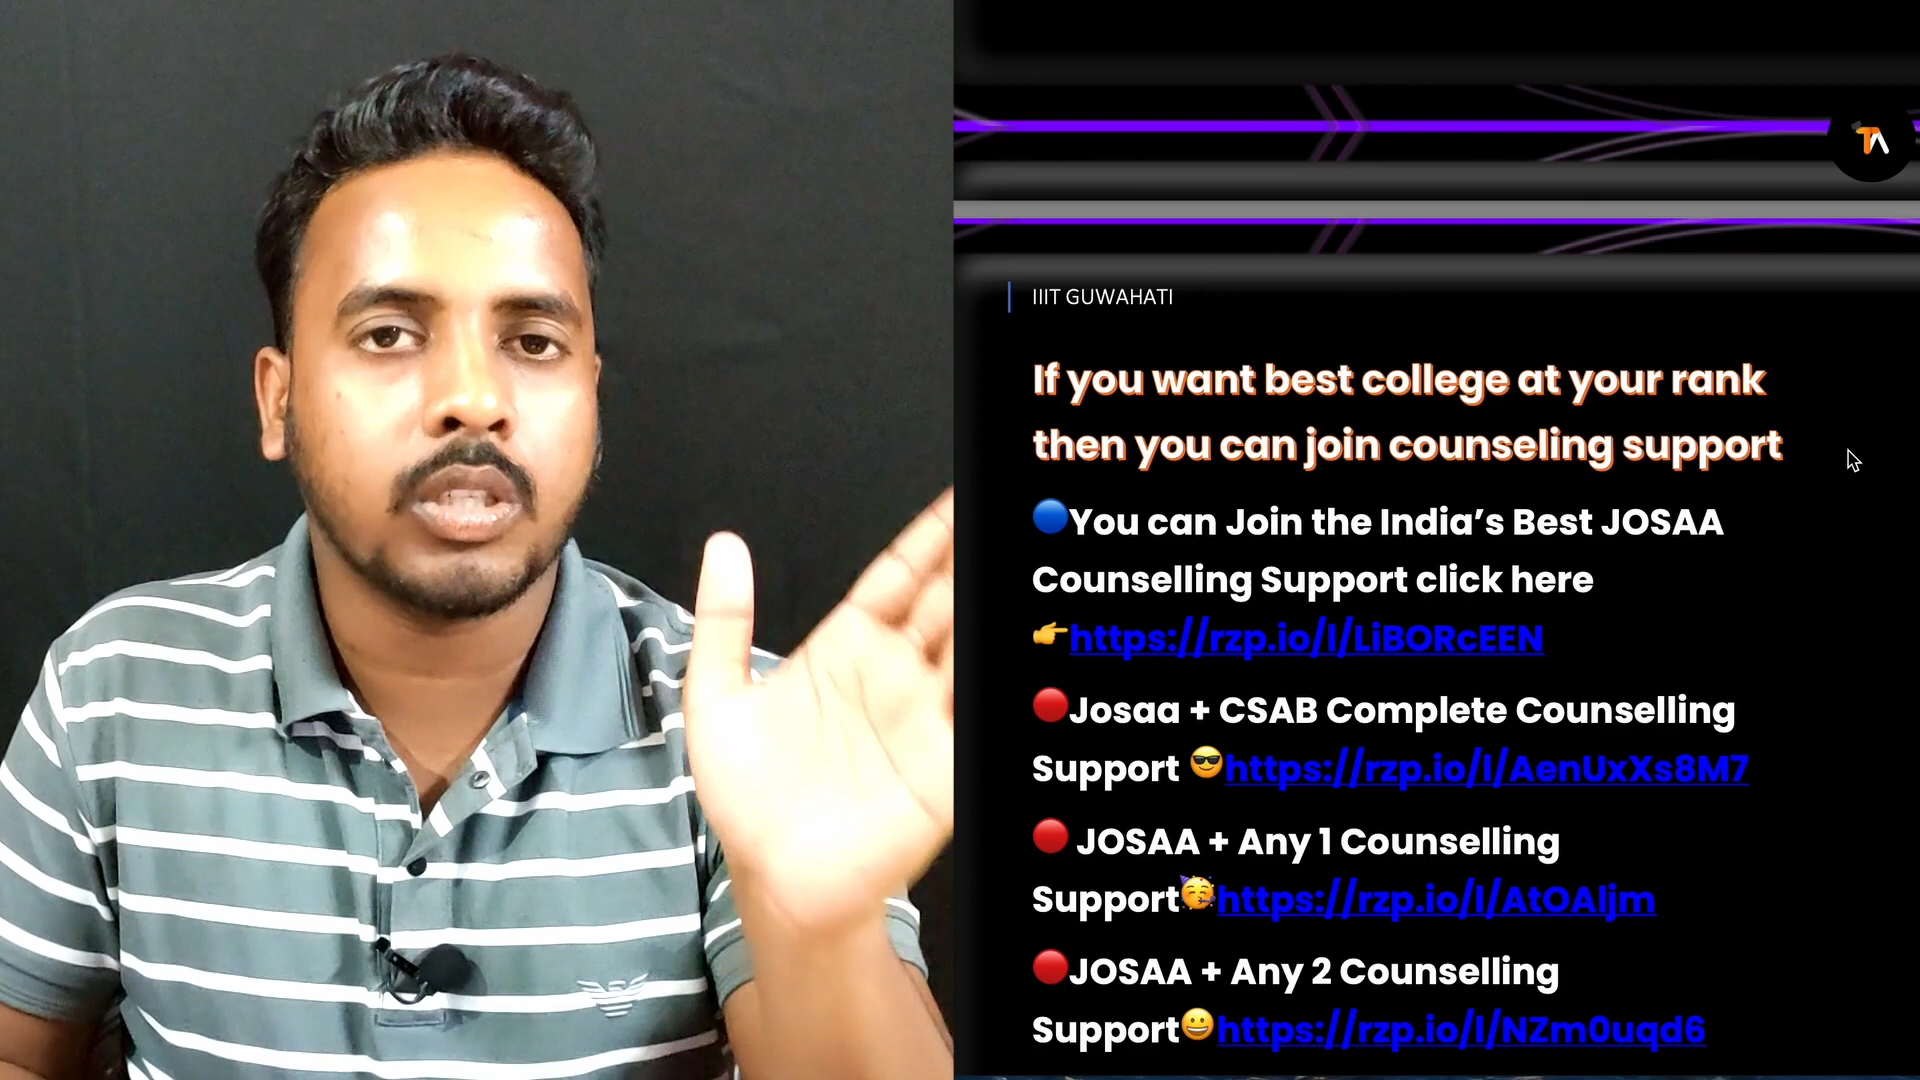 TA
IIIT GUWAHATI
If you want best college at your rank
then you can join counseling support
🔵You can Join the India’s Best JOSAA
Counselling Support click here
👉https://rzp.io/l/LiBORcEEN
🔴Josaa + CSAB Complete Counselling
Support 😎https://rzp.io/l/AenUxXs8M7
🔴 JOSAA + Any 1 Counselling
Support🥳https://rzp.io/l/AtOAljm
🔴JOSAA + Any 2 Counselling
Support😀https://rzp.io/l/NZm0uqd6